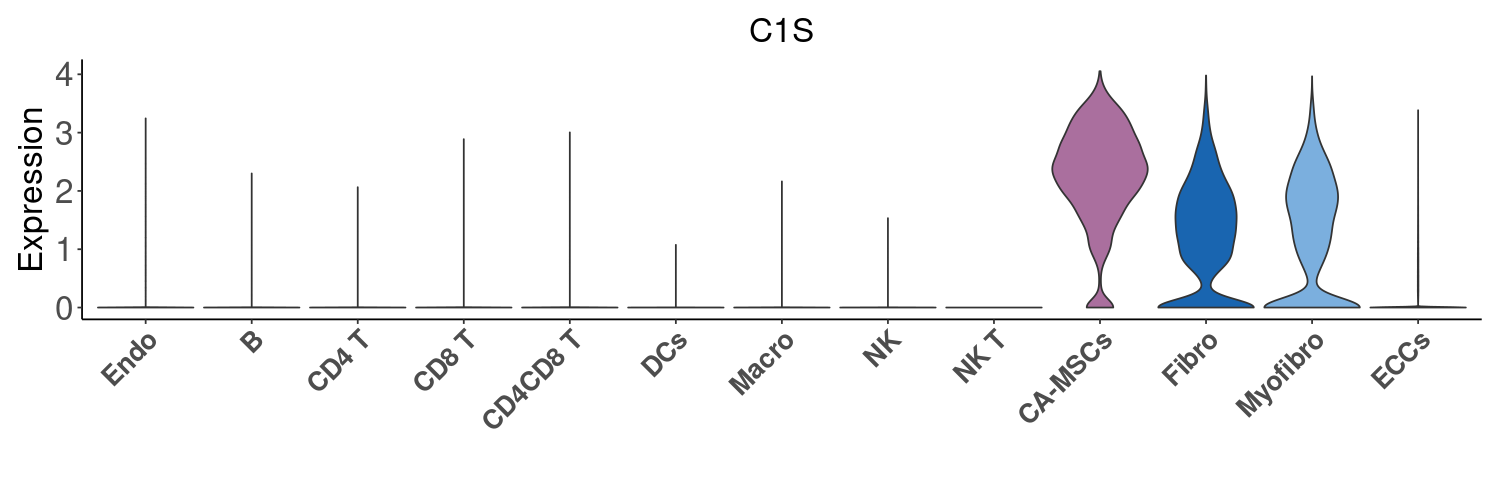 C1S
Expression
4
3
2
1
0
Endo
B
CD4 T
CD8 T
CD4CD8 T
DCs
Macro
NK
NK T
CA-MSCs
Fibro
Myofibro
ECCs